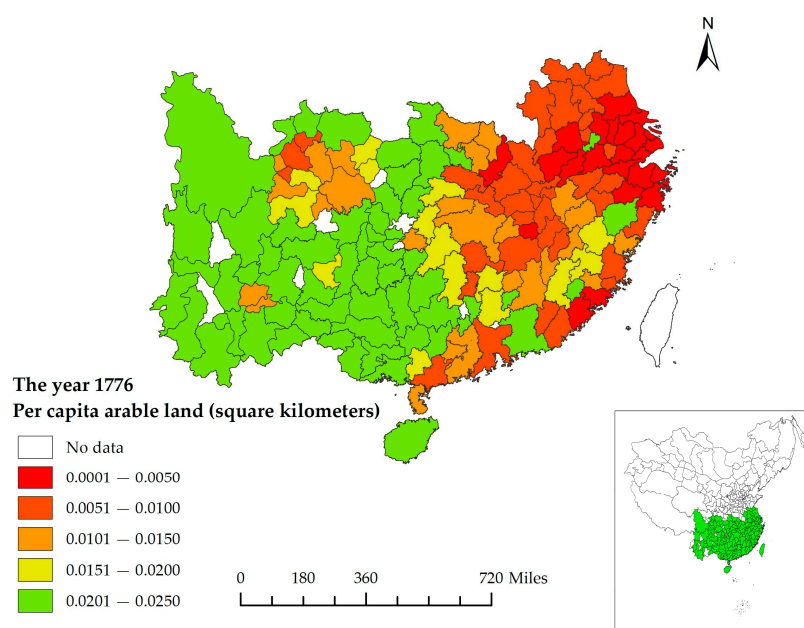 N
The year 1776
Per capita arable land (square kilometers)
No data
0.0001 — 0.0050
0.0051 — 0.0100
0.0101 — 0.0150
0.0151 — 0.0200
0.0201 — 0.0250
0 180 360 720 Miles